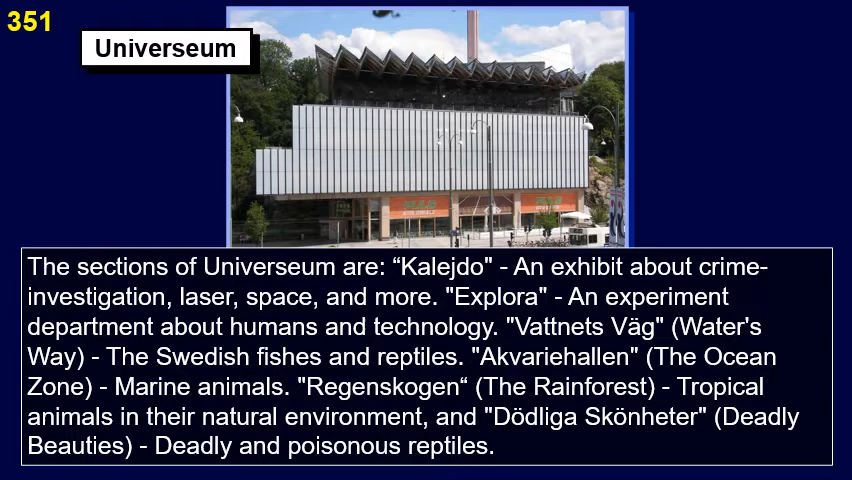 351
Universeum
The sections of Universeum are: “Kalejdo" - An exhibit about crime-
investigation, laser, space, and more. "Explora" - An experiment
department about humans and technology. "Vattnets Väg" (Water's
Way) - The Swedish fishes and reptiles. "Akvariehallen" (The Ocean
Zone) - Marine animals. "Regenskogen“ (The Rainforest) - Tropical
animals in their natural environment, and "Dödliga Skönheter" (Deadly
Beauties) - Deadly and poisonous reptiles.